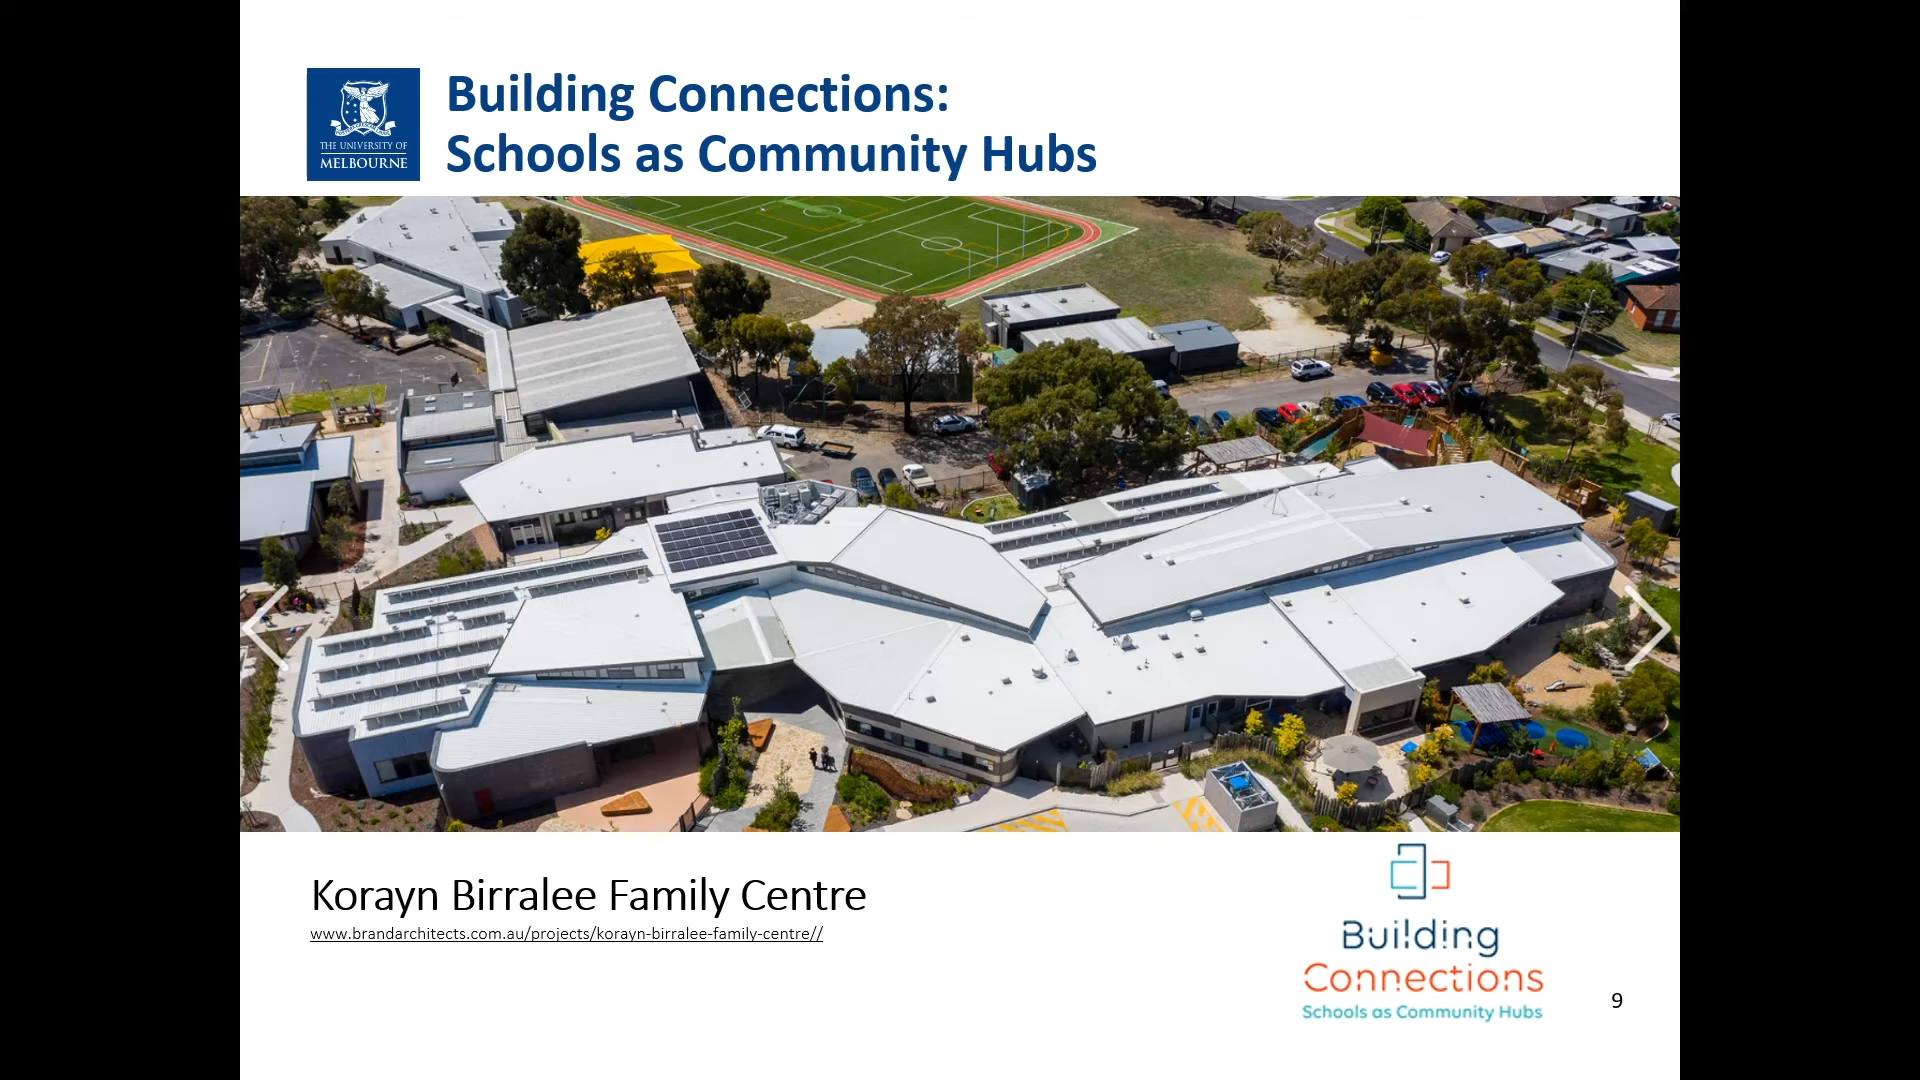 Building Connections:
Schools as Community Hubs
THE UNIVERSITY OF
MELBOURNE
Korayn Birralee Family Centre
www.brandarchitects.com.au/projects/korayn-birralee-family-centre//
Building
Connections
Schools as Community Hubs
9